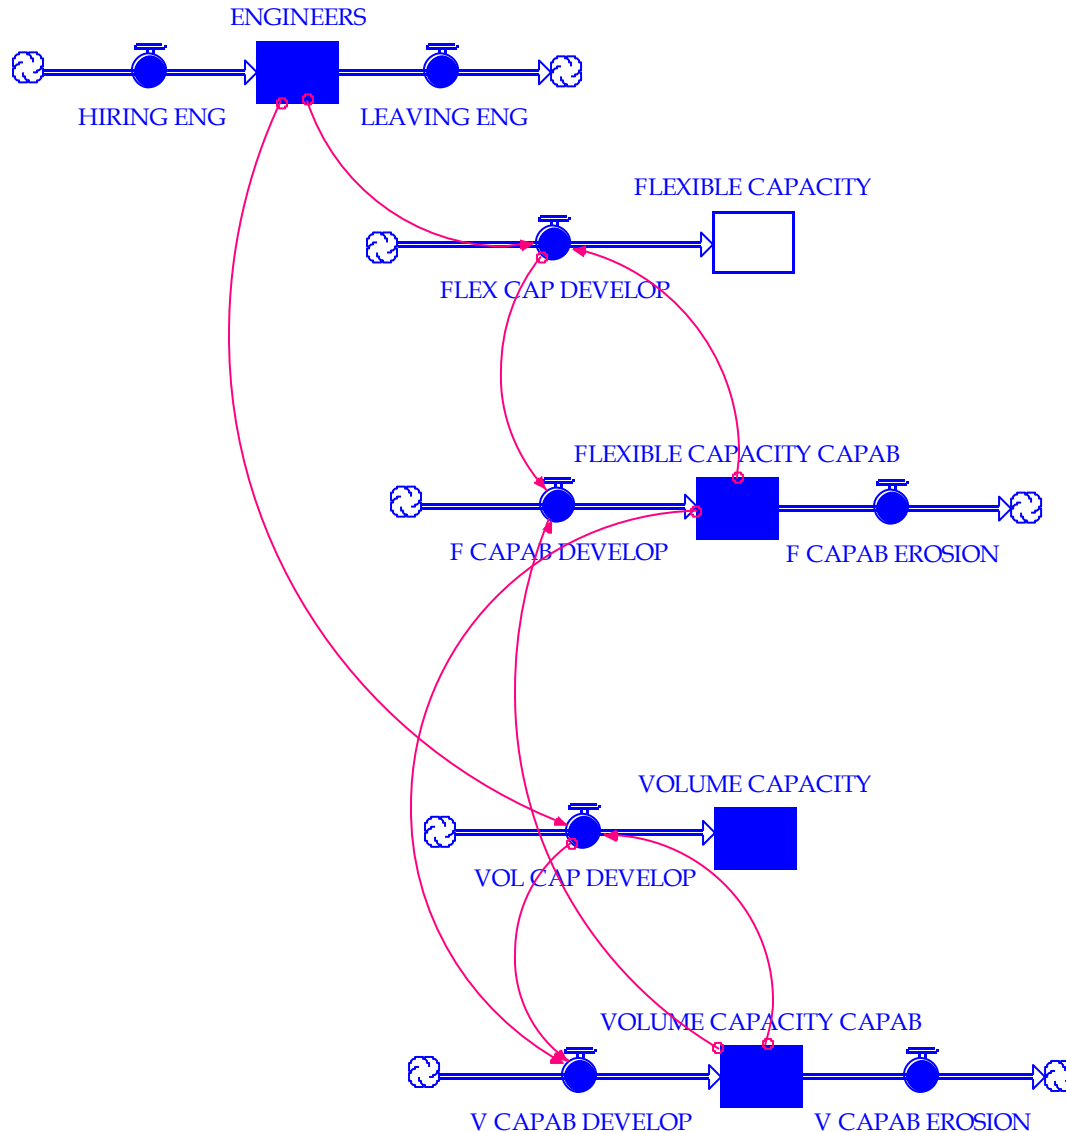 ENGINEERS
HIRING ENG
LEAVING ENG
FLEXIBLE CAPACITY
FLEX CAP DEVELOP
FLEXIBLE CAPACITY CAPAB
F CAPAB DEVELOP
F CAPAB EROSION
VOLUME CAPACITY
VOL CAP DEVELOP
VOLUME CAPACITY CAPAB
V CAPAB DEVELOP
V CAPAB EROSION